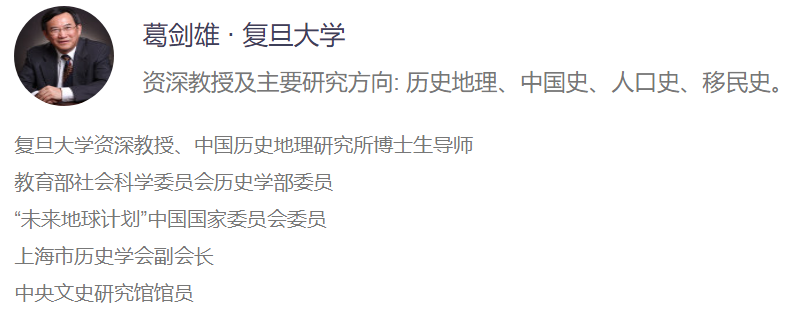 葛剑雄 · 复旦大学
资深教授及主要研究方向: 历史地理、中国史、人口史、移民史。
复旦大学资深教授、中国历史地理研究所博士生导师
教育部社会科学委员会历史学部委员
“未来地球计划”中国国家委员会委员
上海市历史学会副会长
中央文史研究馆馆员